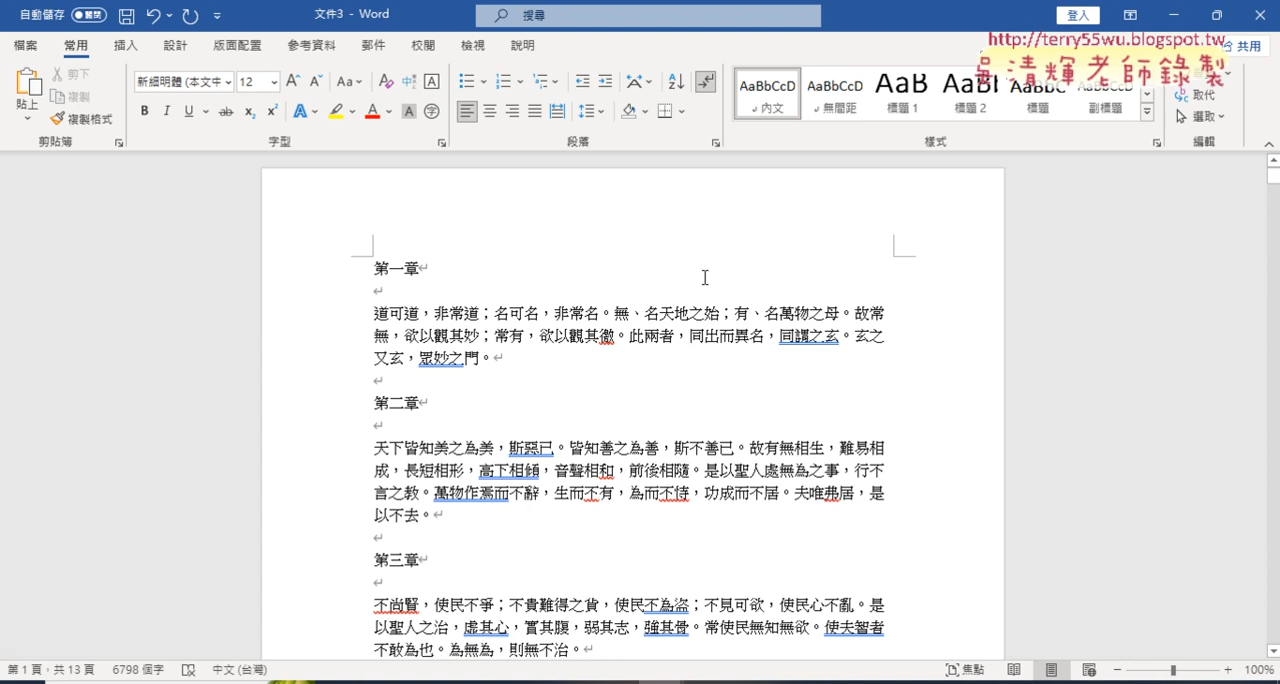 自動儲存 關閉 文件3 - Word 搜尋 登入
http://terry55wu.blogspot.tw
吳清輝老師錄製
檔案 常用 插入 設計 版面配置 參考資料 郵件 校閱 檢視 說明 共用
貼上 剪下 複製 複製格式
新細明體 (本文中 12
AaBbCcD AaBbCcD AaB AaBl AaBbC AaBbCcD
內文 無間距 標題 1 標題 2 標題 副標題
取代
選取
剪貼簿 字型 段落 樣式 編輯
第一章
道可道，非常道；名可名，非常名。無、名天地之始；有、名萬物之母。故常
無，欲以觀其妙；常有，欲以觀其徼。此兩者，同出而異名，同謂之玄。玄之
又玄，眾妙之門。
第二章
天下皆知美之為美，斯惡已。皆知善之為善，斯不善已。故有無相生，難易相
成，長短相形，高下相傾，音聲相和，前後相隨。是以聖人處無為之事，行不
言之教。萬物作焉而不辭，生而不有，為而不恃，功成而不居。夫唯弗居，是
以不去。
第三章
不尚賢，使民不爭；不貴難得之貨，使民不為盜；不見可欲，使民心不亂。是
以聖人之治，虛其心，實其腹，弱其志，強其骨。常使民無知無欲。使夫智者
不敢為也。為無為，則無不治。
第 1 頁，共 13 頁 6798 個字 中文 (台灣) 焦點 100%